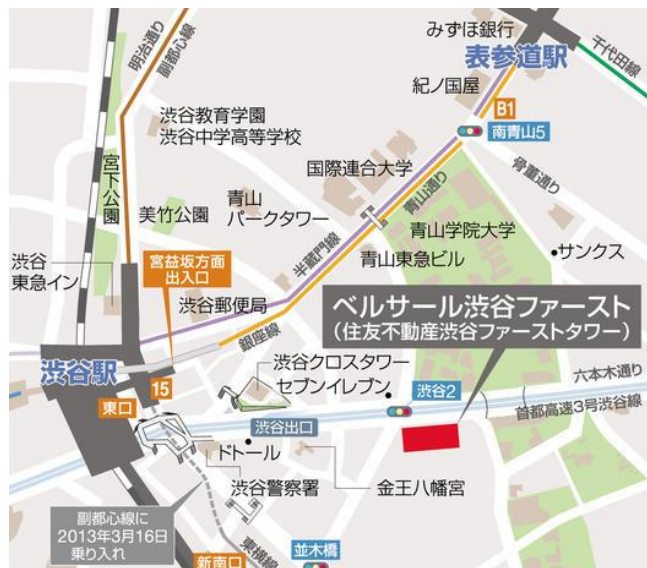 みずほ銀行
表参道駅
千代田線
明治通り
副都心線
紀ノ国屋
B1
南青山5
渋谷教育学園
渋谷中学高等学校
国際連合大学
青山通り
骨董通り
宮下公園
美竹公園
青山
パークタワー
半蔵門線
青山学院大学
青山東急ビル
サンクス
渋谷
東急イン
宮益坂方面
出入口
渋谷郵便局
銀座線
ベルサール渋谷ファースト
(住友不動産渋谷ファーストタワー)
渋谷駅
15
東口
渋谷クロスタワー
セブンイレブン
渋谷2
六本木通り
首都高速3号渋谷線
渋谷出口
ドトール
渋谷警察署
金王八幡宮
副都心線に
2013年3月16日
乗り入れ
東横線
新南口
並木橋